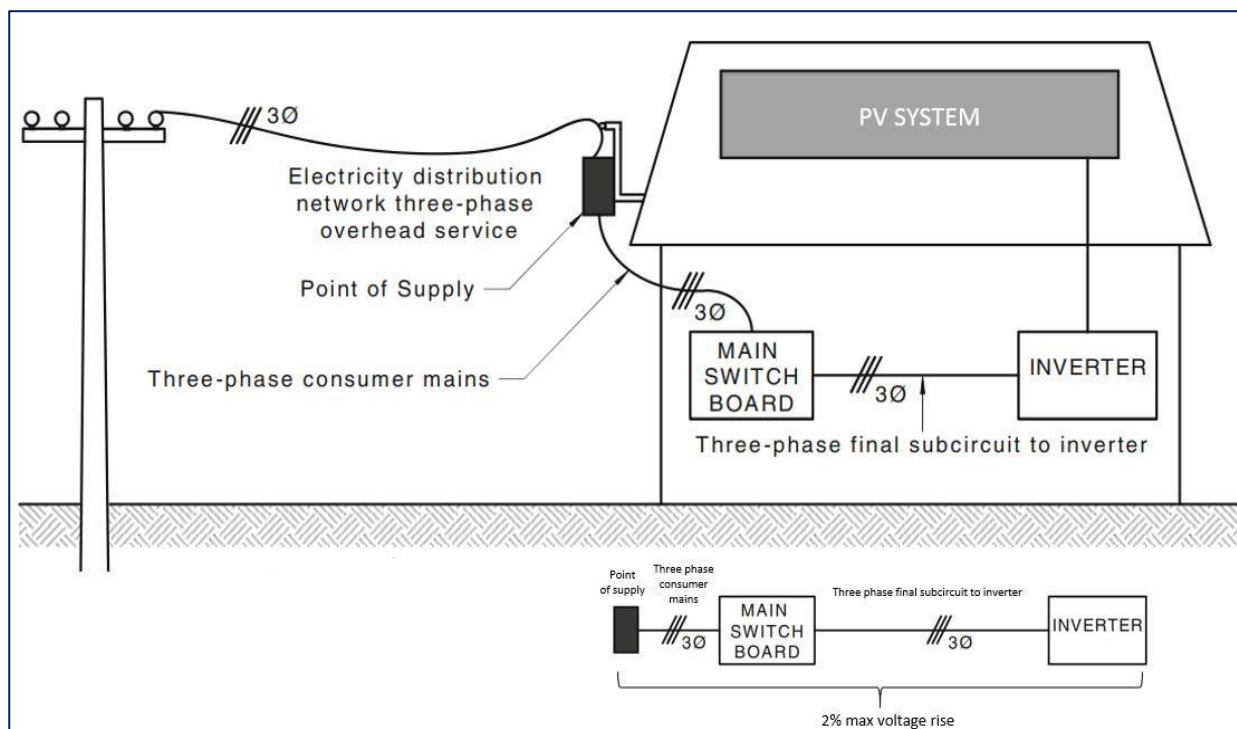 PV SYSTEM
3Ø
Electricity distribution
network three-phase
overhead service
Point of Supply
3Ø
Three-phase consumer mains
MAIN
SWITCH
BOARD
3Ø
INVERTER
Three-phase final subcircuit to inverter
Point
of supply
Three phase
consumer
mains
Three phase final subcircuit to inverter
3Ø
MAIN
SWITCH
BOARD
3Ø
INVERTER
2% max voltage rise